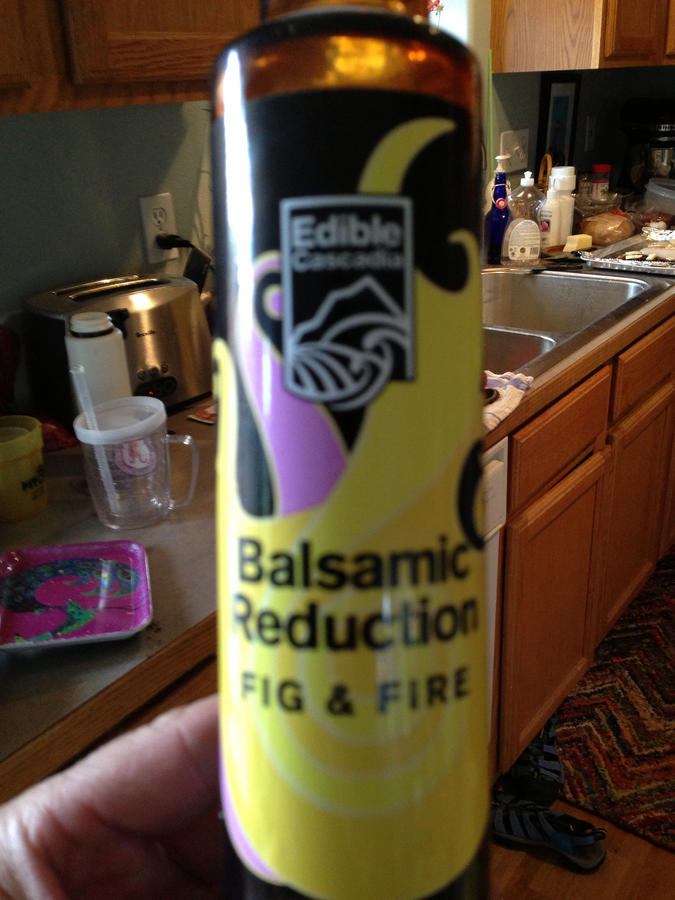 Edible
Cascadia
Balsamic
Reduction
FIG & FIRE